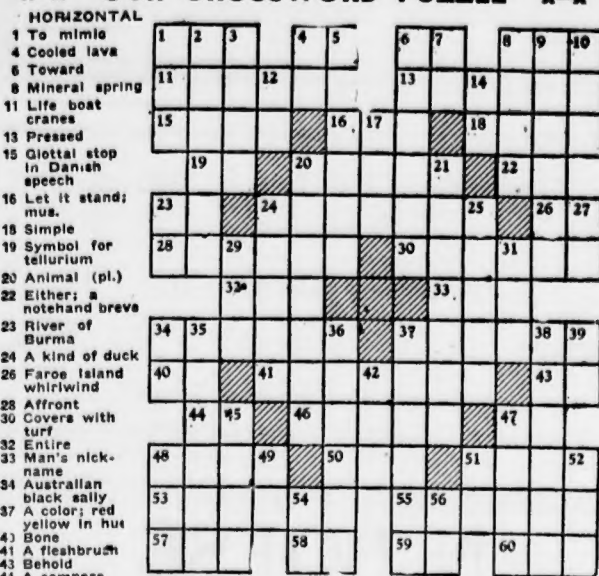 HORIZONTAL
1 To mimic
4 Cooled lava
6 Toward
8 Mineral spring
11 Life boat
cranes
13 Pressed
15 Glottal stop
in Danish
speech
16 Let it stand;
mus.
18 Simple
19 Symbol for
tellurium
20 Animal (pl.)
22 Either; a
notehand breve
23 River of
Burma
24 A kind of duck
26 Faroe Island
whirlwind
28 Affront
30 Covers with
turf
32 Entire
33 Man's nick-
name
34 Australian
black sally
37 A color; red
yellow in hue
40 Bone
41 A fleshbrush
43 Behold
1 2 3 4 5 6 7 8 9 10
11 12 13 14
15 16 17 18
19 20 21 22
23 24 25 26 27
28 29 30 31
32 33
34 35 36 37 38 39
40 41 42 43
44 45 46 47
48 49 50 51 52
53 54 55 56
57 58 59 60